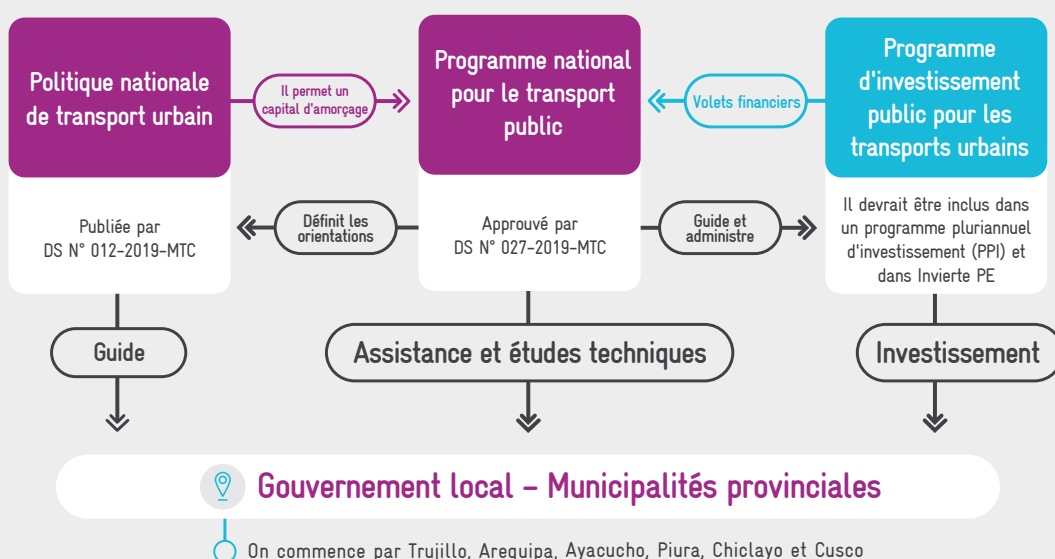 Politique nationale
de transport urbain
Il permet un
capital d'amorçage
Programme national
pour le transport
public
Volets financiers
Programme
d'investissement
public pour les
transports urbains
Publiée par
DS N° 012-2019-MTC
Définit les
orientations
Approuvé par
DS N° 027-2019-MTC
Guide et
administre
Il devrait être inclus dans
un programme pluriannuel
d'investissement (PPI) et
dans Invierte PE
Guide
Assistance et études techniques
Investissement
Gouvernement local – Municipalités provinciales
On commence par Trujillo, Arequipa, Ayacucho, Piura, Chiclayo et Cusco